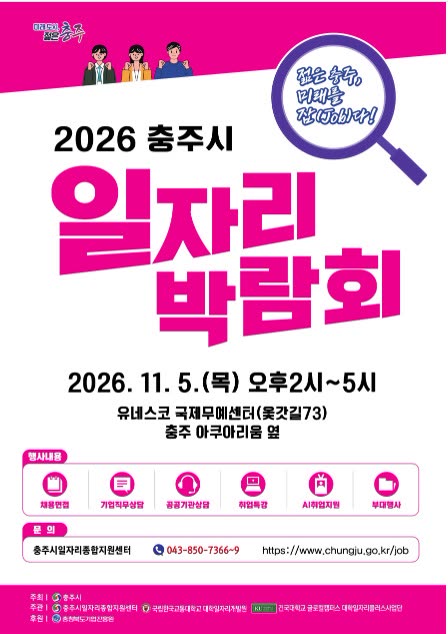 미래도시,
젊은충주
젊은 충주,
미래를
잡(Job)다!
2026 충주시
일자리
박람회
2026. 11. 5.(목) 오후2시~5시
유네스코 국제무예센터(옻갓길73)
충주 아쿠아리움 옆
행사내용
채용면접 기업직무상담 공공기관상담 취업특강 AI취업지원 부대행사
문 의
충주시일자리종합지원센터 043-850-7366~9 https://www.chungju.go.kr/job
주최 | 충주시
주관 | 충주시일자리종합지원센터 국립한국교통대학교 대학일자리개발원 KU 건국대학교 글로컬캠퍼스 대학일자리플러스사업단
후원 | 충청북도기업진흥원